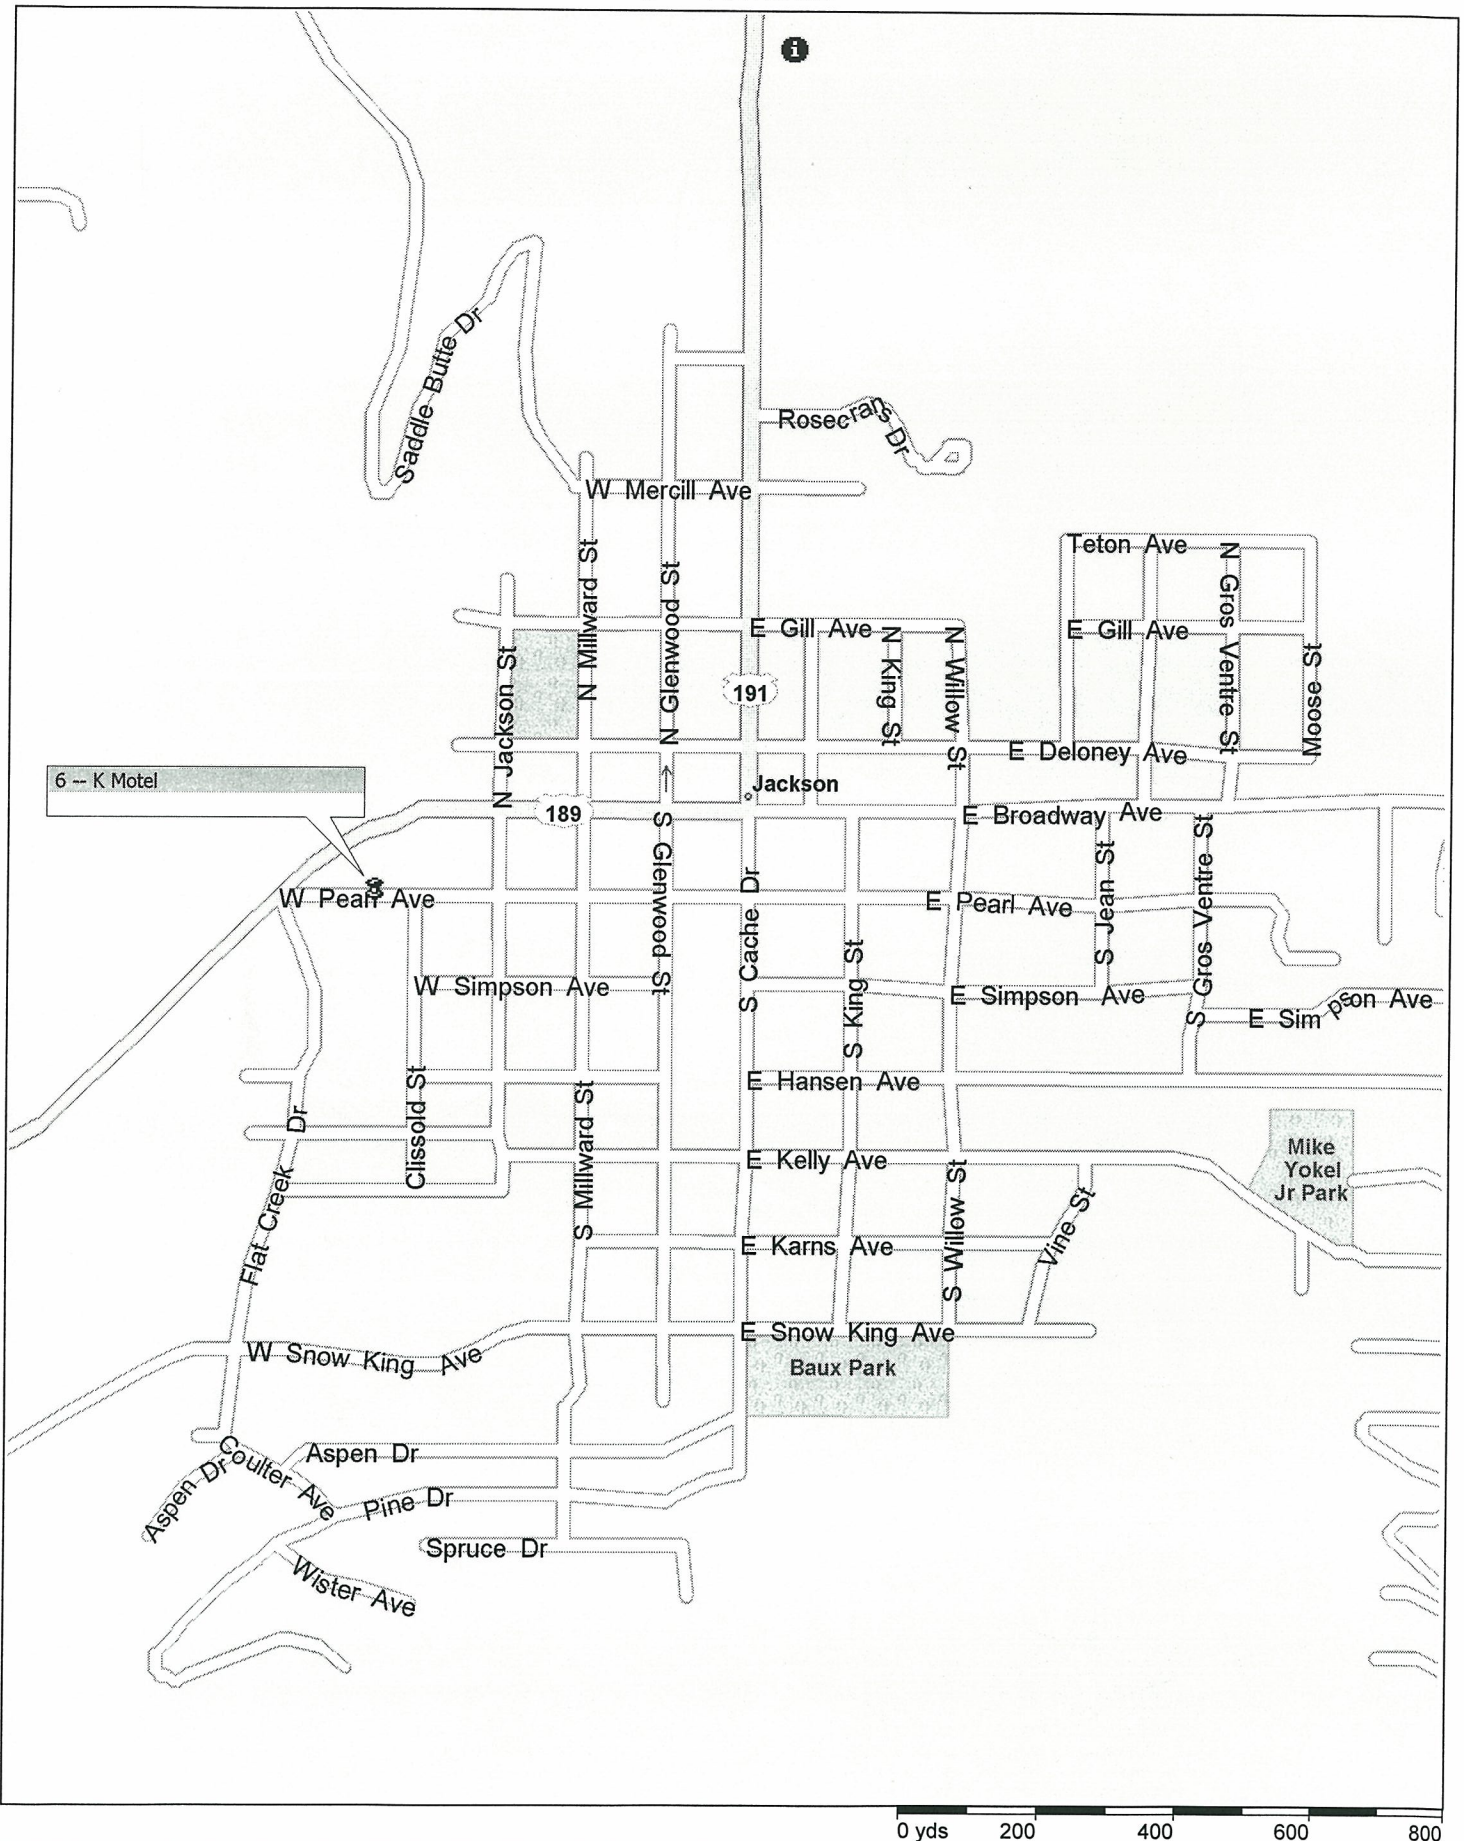 Saddle Butte Dr
Rosecrans Dr
W Mercill Ave
Teton Ave
N Millward St
N Glenwood St
N Gros Ventre St
E Gill Ave
E Gill Ave
N Jackson St
N King St
N Willow St
Moose St
191
E Deloney Ave
6 -- K Motel
Jackson
189
E Broadway Ave
S Glenwood St
S Jean St
S Gros Ventre St
W Pearl Ave
S Cache Dr
E Pearl Ave
S King St
W Simpson Ave
E Simpson Ave
E Simpson Ave
Clissold St
S Millward St
E Hansen Ave
Flat Creek Dr
E Kelly Ave
Mike
Yokel
Jr Park
S Willow St
Vine St
E Karns Ave
E Snow King Ave
W Snow King Ave
Baux Park
Aspen Dr
Coulter Ave
Aspen Dr
Pine Dr
Spruce Dr
Wister Ave
0 yds 200 400 600 800